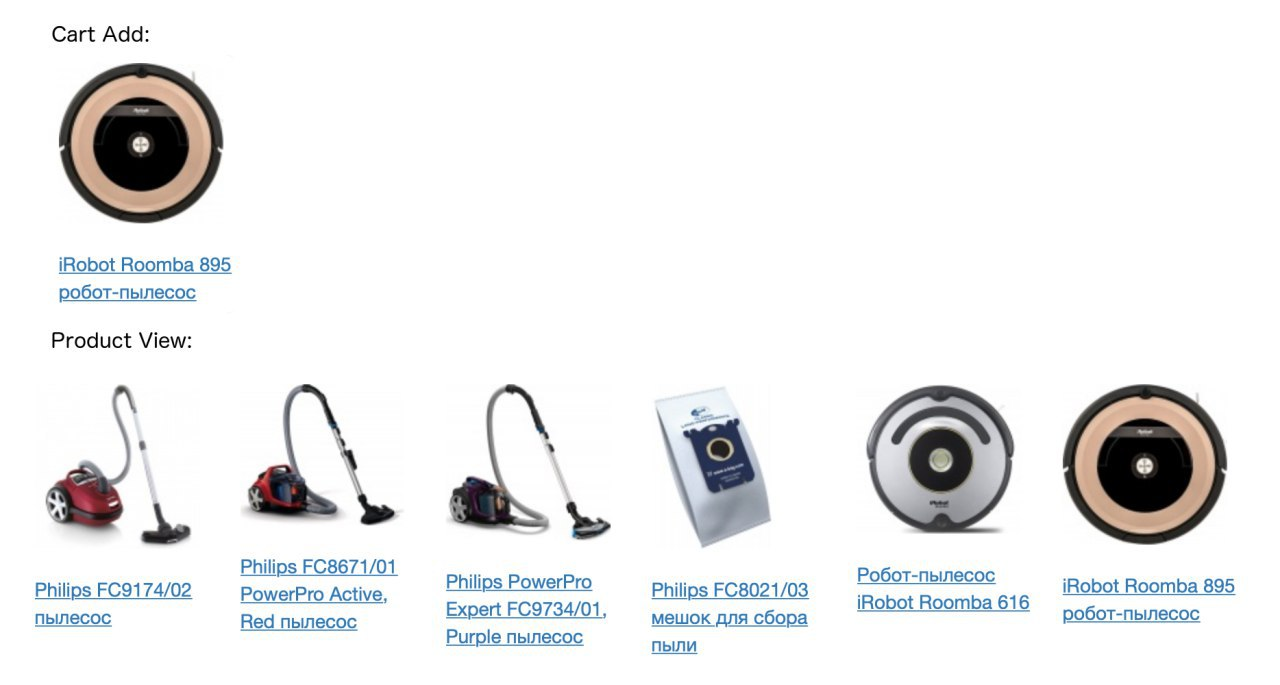 Cart Add:
iRobot Roomba 895
робот-пылесос
Product View:
Philips FC9174/02
пылесос
Philips FC8671/01
PowerPro Active,
Red пылесос
Philips PowerPro
Expert FC9734/01,
Purple пылесос
Philips FC8021/03
мешок для сбора
пыли
Робот-пылесос
iRobot Roomba 616
iRobot Roomba 895
робот-пылесос